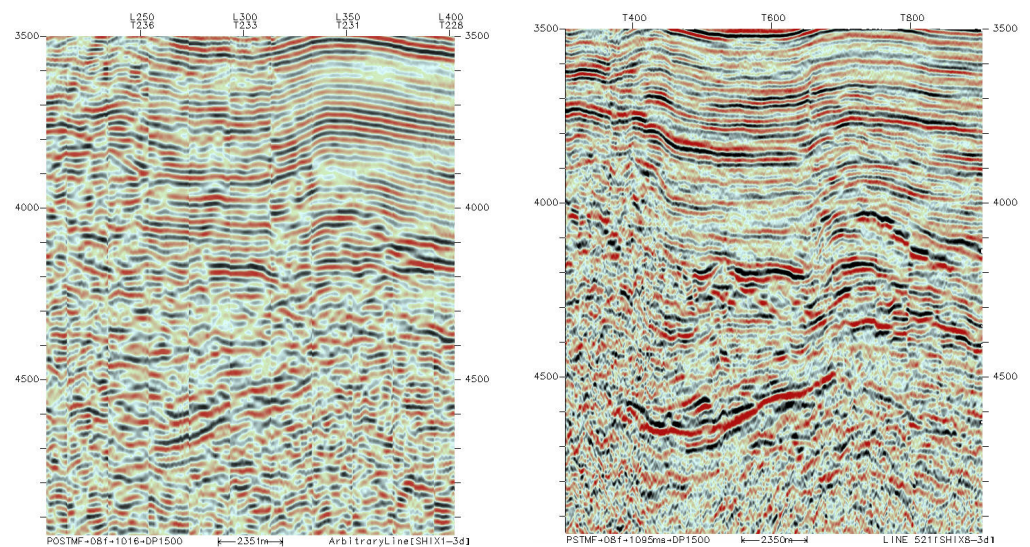 L250 L300 L351 L400
T236 T233 T231 T228
3500 3500
4000 4000
4500 4500
POSTMF→08f→1016→DP1500 2351m ArbitraryLine[SHIX1-3d]
T400 T600 T800
3500 3500
4000 4000
4500 4500
PSTMF→08f→1095ms→DP1500 2350m LINE 521[SHIX8-3d]